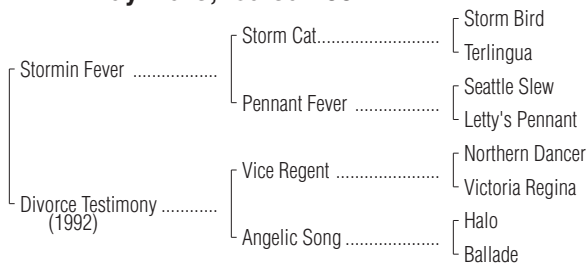 Storm Bird
Storm Cat
Terlingua
Stormin Fever
Seattle Slew
Pennant Fever
Letty's Pennant
Northern Dancer
Vice Regent
Victoria Regina
Divorce Testimony
(1992)
Halo
Angelic Song
Ballade